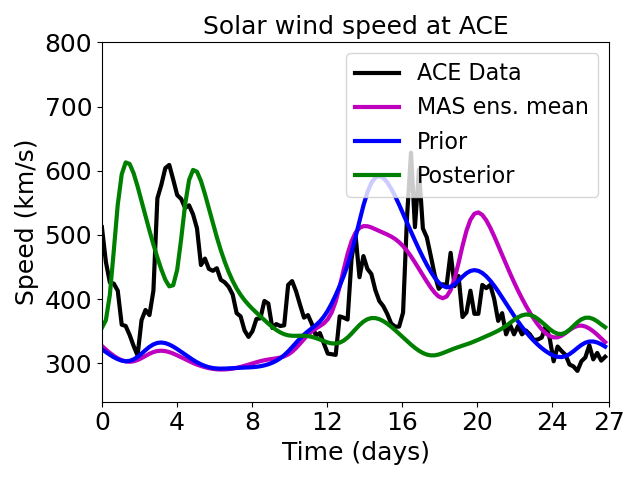 Solar wind speed at ACE
800
700
600
500
400
300
Speed (km/s)
ACE Data
MAS ens. mean
Prior
Posterior
0 4 8 12 16 20 24 27
Time (days)